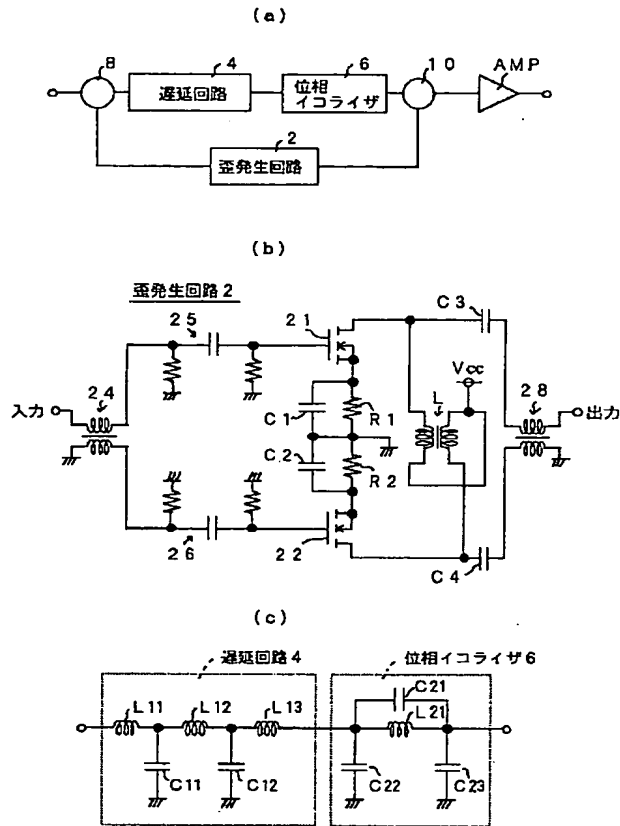 (a)
8
4
6
10
AMP
遅延回路
位相
イコライザ
2
歪発生回路
(b)
歪発生回路2
25
21
C3
24
Vcc
28
入力
出力
C1
R1
L
C2
R2
26
22
C4
(c)
遅延回路4
位相イコライザ6
C21
L11
L12
L13
L21
C11
C12
C22
C23